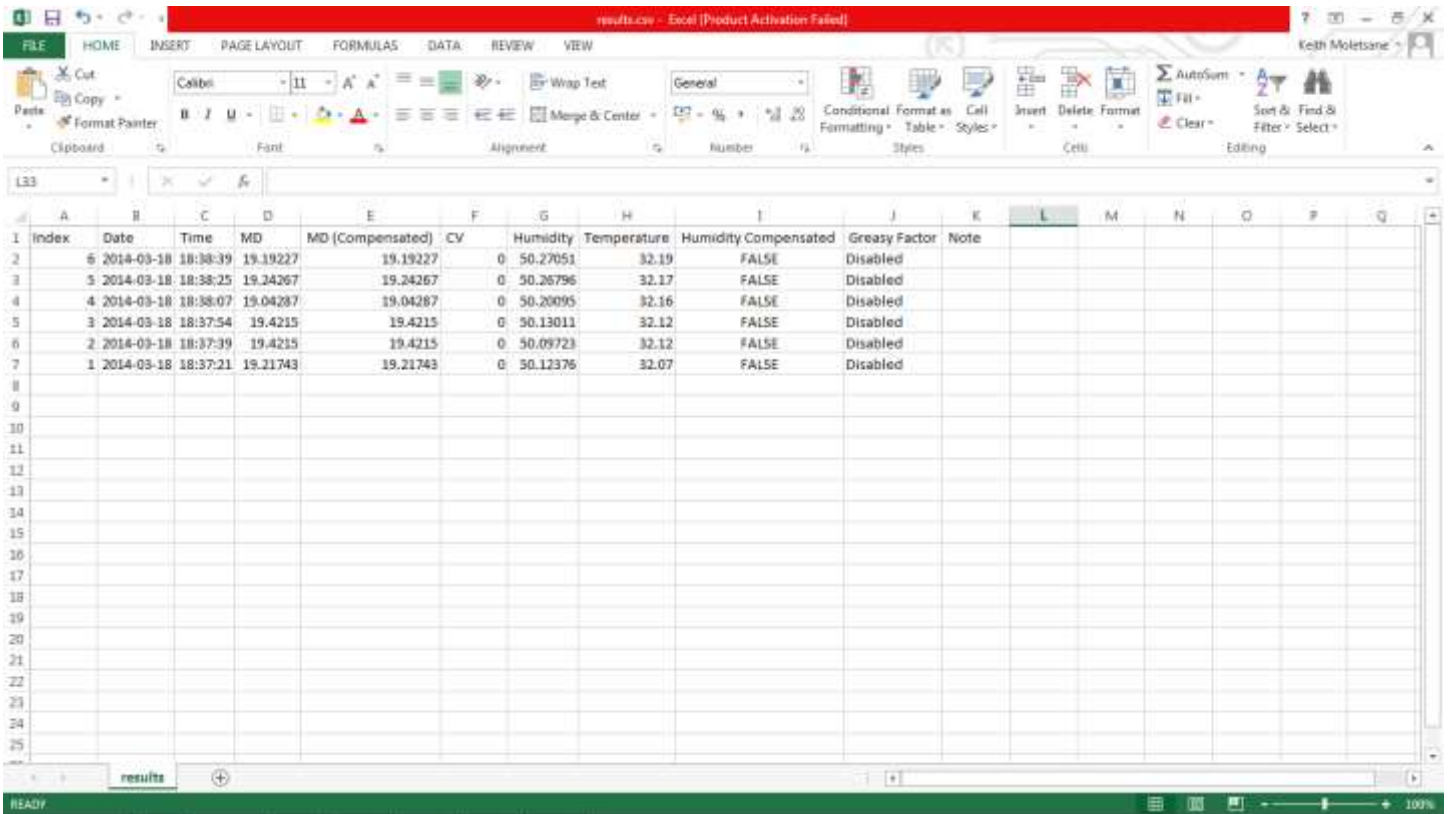 results.csv - Excel (Product Activation Failed)
FILE HOME INSERT PAGE LAYOUT FORMULAS DATA REVIEW VIEW Keith Moletsane
Cut
Copy
Format Painter
Paste
Calibri 11
B I U
Wrap Text
Merge & Center
General
Conditional Formatting
Format as Table
Cell Styles
Insert Delete Format
AutoSum
Fill
Clear
Sort & Filter
Find & Select
Clipboard Font Alignment Number Styles Cells Editing
L33 fx
A B C D E F G H I J K L M N O P Q
1 Index Date Time MD MD (Compensated) CV Humidity Temperature Humidity Compensated Greasy Factor Note
2 6 2014-03-18 18:38:39 19.19227 19.19227 0 50.27051 32.19 FALSE Disabled
3 5 2014-03-18 18:38:25 19.24267 19.24267 0 50.26796 32.17 FALSE Disabled
4 4 2014-03-18 18:38:07 19.04287 19.04287 0 50.20095 32.16 FALSE Disabled
5 3 2014-03-18 18:37:54 19.4215 19.4215 0 50.13011 32.12 FALSE Disabled
6 2 2014-03-18 18:37:39 19.4215 19.4215 0 50.09723 32.12 FALSE Disabled
7 1 2014-03-18 18:37:21 19.21743 19.21743 0 50.12376 32.07 FALSE Disabled
8
9
10
11
12
13
14
15
16
17
18
19
20
21
22
23
24
25
results
READY 100%